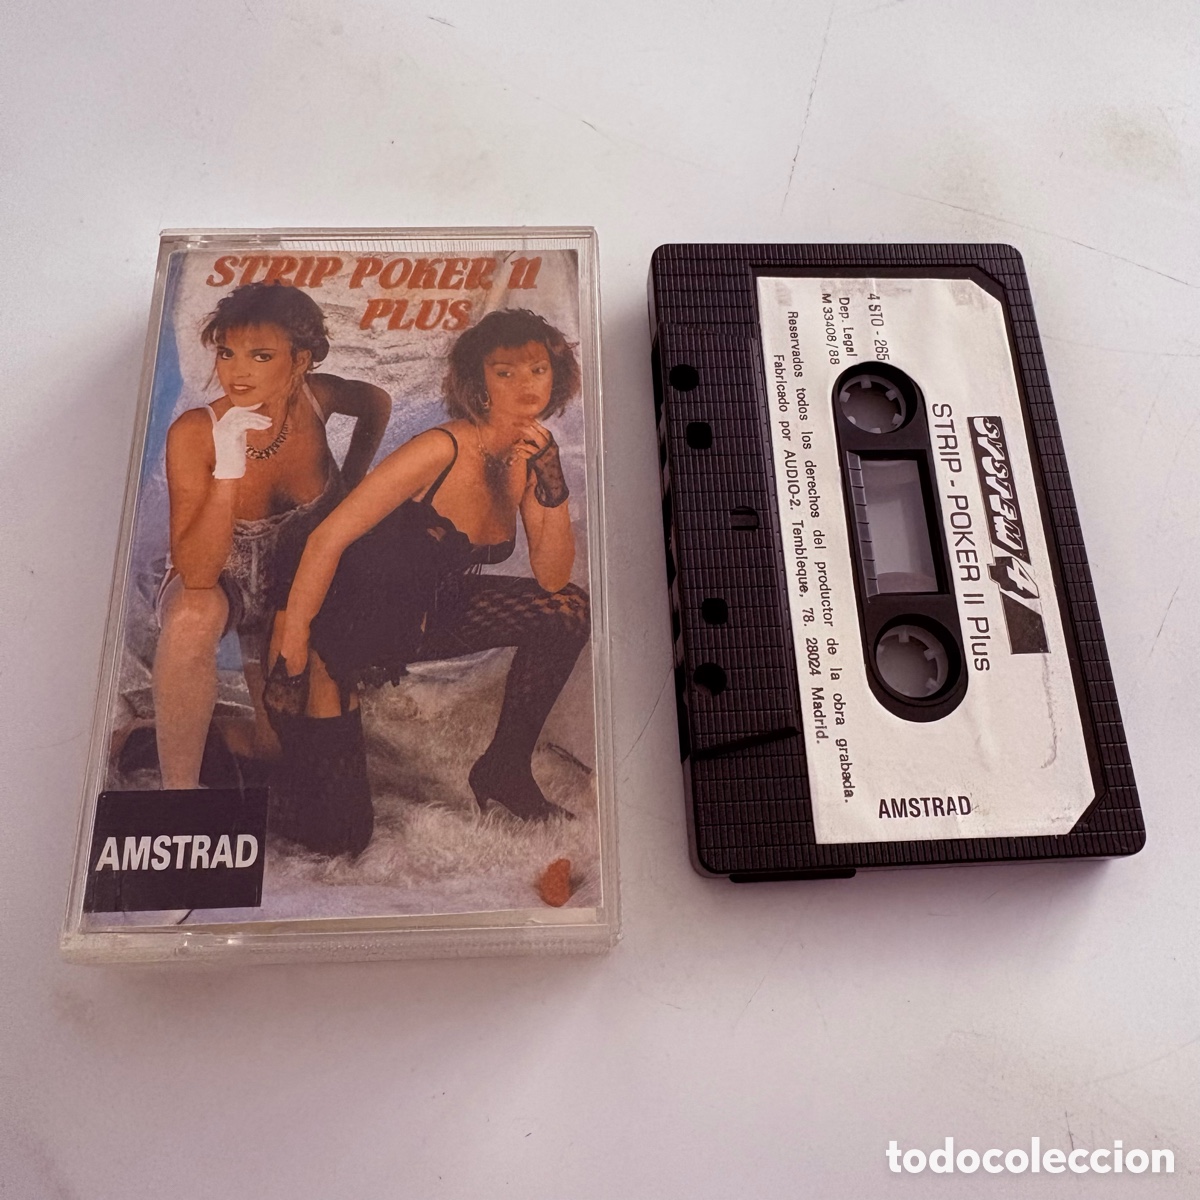 STRIP POKER II
PLUS
AMSTRAD
SYSTEM 4
STRIP - POKER II Plus
4 STO - 265
Dep. Legal
M 33408/88
Reservados todos los derechos del productor de la obra grabada.
Fabricado por AUDIO-2. Tembleque, 78. 28024 Madrid.
AMSTRAD
todocoleccion